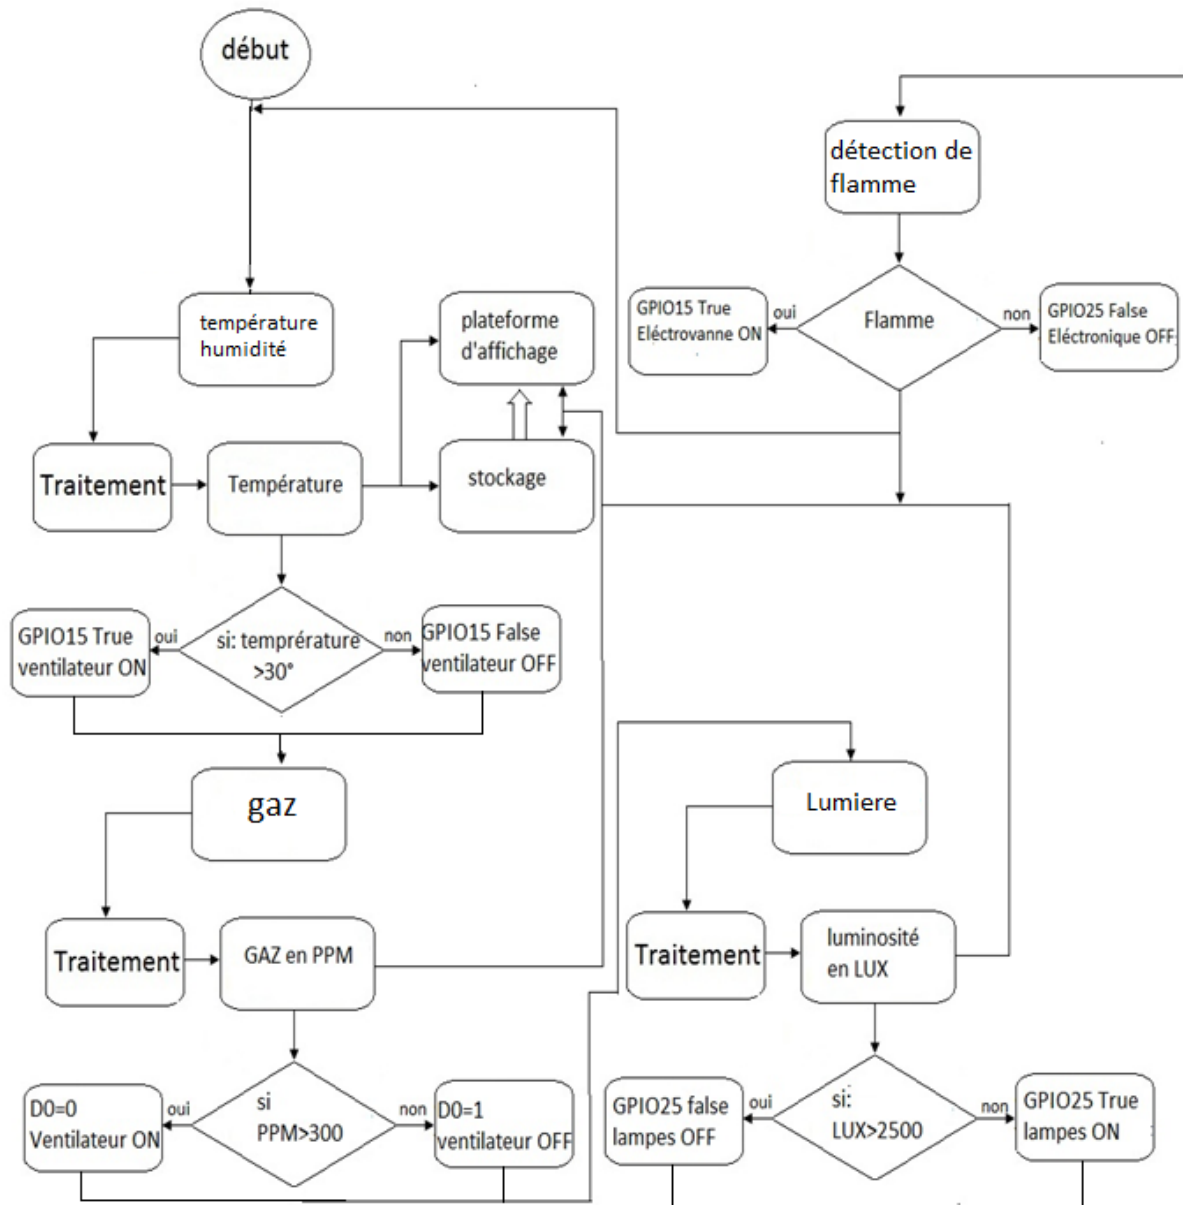 début
détection de
flamme
température
humidité
plateforme
d'affichage
GPIO15 True
Eléctrovanne ON
oui
Flamme
non
GPIO25 False
Eléctronique OFF
Traitement
Température
stockage
GPIO15 True
ventilateur ON
oui
si: temprérature
>30°
non
GPIO15 False
ventilateur OFF
gaz
Lumiere
Traitement
GAZ en PPM
Traitement
luminosité
en LUX
D0=0
Ventilateur ON
oui
si
PPM>300
non
D0=1
ventilateur OFF
GPIO25 false
lampes OFF
oui
si:
LUX>2500
non
GPIO25 True
lampes ON